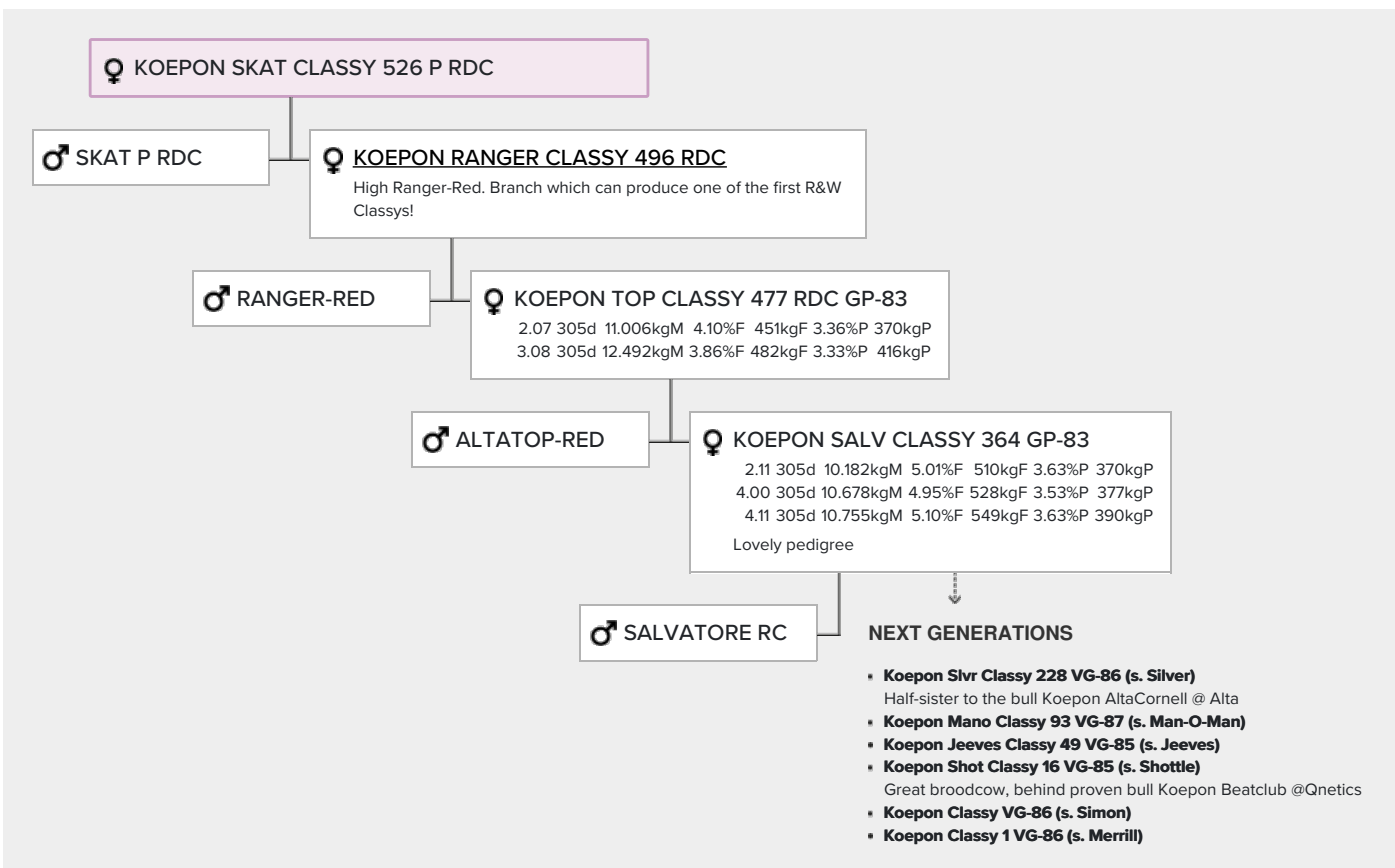 ♀ KOEPON SKAT CLASSY 526 P RDC
♂ SKAT P RDC
♀ KOEPON RANGER CLASSY 496 RDC
High Ranger-Red. Branch which can produce one of the first R&W
Classys!
♂ RANGER-RED
♀ KOEPON TOP CLASSY 477 RDC GP-83
2.07 305d 11.006kgM 4.10%F 451kgF 3.36%P 370kgP
3.08 305d 12.492kgM 3.86%F 482kgF 3.33%P 416kgP
♂ ALTATOP-RED
♀ KOEPON SALV CLASSY 364 GP-83
2.11 305d 10.182kgM 5.01%F 510kgF 3.63%P 370kgP
4.00 305d 10.678kgM 4.95%F 528kgF 3.53%P 377kgP
4.11 305d 10.755kgM 5.10%F 549kgF 3.63%P 390kgP
Lovely pedigree
♂ SALVATORE RC
NEXT GENERATIONS
Koepon Slvr Classy 228 VG-86 (s. Silver)
Half-sister to the bull Koepon AltaCornell @ Alta
Koepon Mano Classy 93 VG-87 (s. Man-O-Man)
Koepon Jeeves Classy 49 VG-85 (s. Jeeves)
Koepon Shot Classy 16 VG-85 (s. Shottle)
Great broodcow, behind proven bull Koepon Beatclub @Qnetics
Koepon Classy VG-86 (s. Simon)
Koepon Classy 1 VG-86 (s. Merrill)